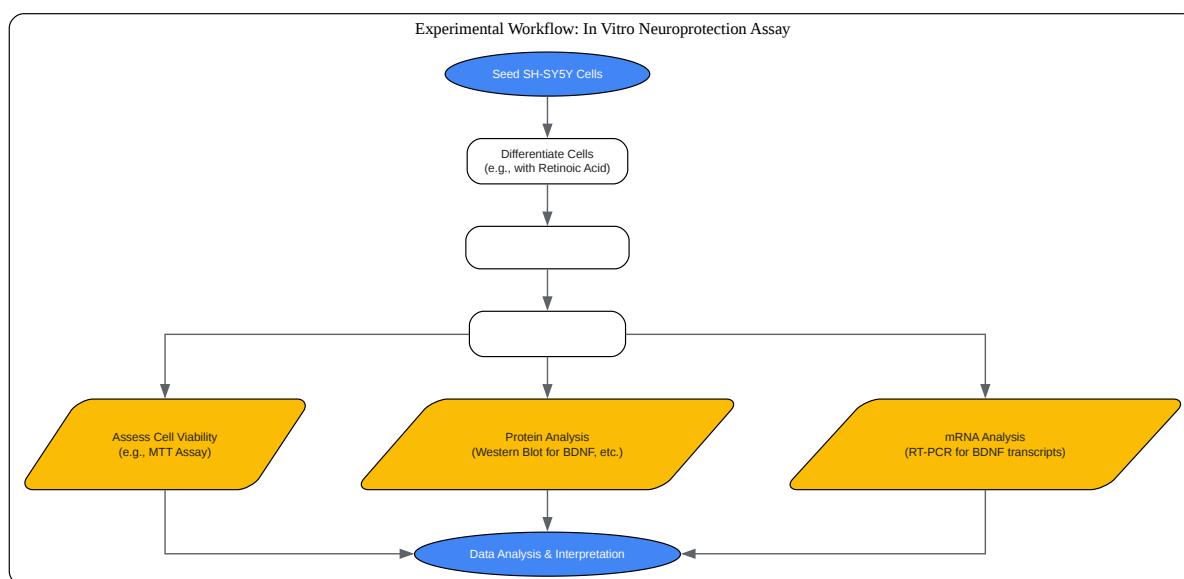 Experimental Workflow: In Vitro Neuroprotection Assay
Seed SH-SY5Y Cells
Differentiate Cells
(e.g., with Retinoic Acid)
Assess Cell Viability
(e.g., MTT Assay)
Protein Analysis
(Western Blot for BDNF, etc.)
mRNA Analysis
(RT-PCR for BDNF transcripts)
Data Analysis & Interpretation